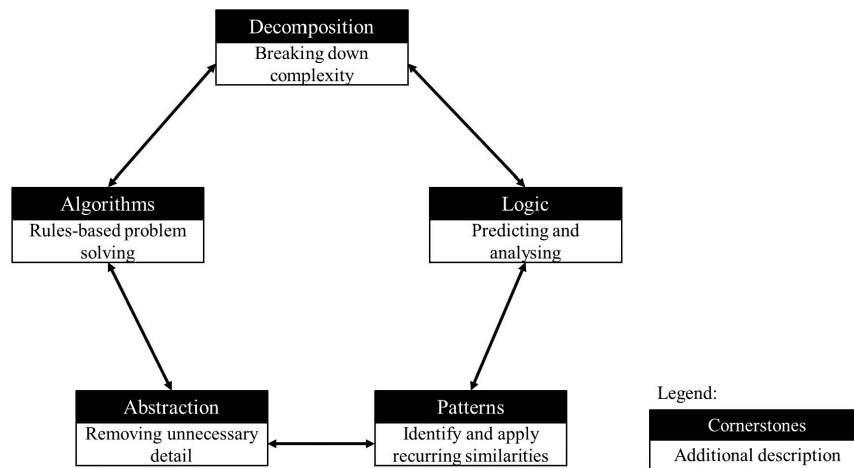 Decomposition
Breaking down
complexity
Algorithms
Rules-based problem
solving
Logic
Predicting and
analysing
Abstraction
Removing unnecessary
detail
Patterns
Identify and apply
recurring similarities
Legend:
Cornerstones
Additional description